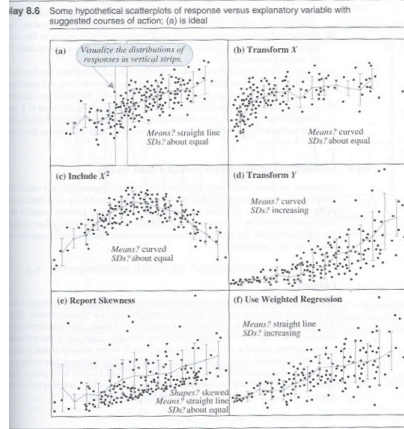 lay 8.6 Some hypothetical scatterplots of response versus explanatory variable with
suggested courses of action; (a) is ideal
(a) Visualize the distributions of
responses in vertical strips.
Means? straight line
SDs? about equal
(b) Transform X
Means? curved
SDs? about equal
(c) Include X²
Means? curved
SDs? about equal
(d) Transform Y
Means? curved
SDs? increasing
(e) Report Skewness
Shapes? skewed
Means? straight line
SDs? about equal
(f) Use Weighted Regression
Means? straight line
SDs? increasing